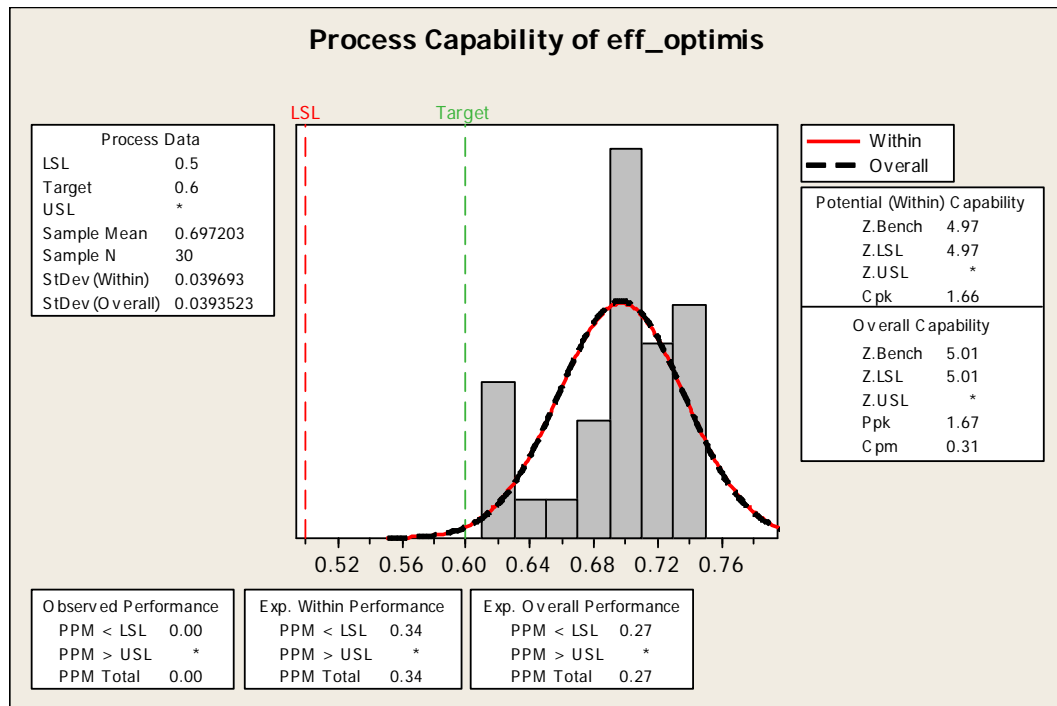 Process Capability of eff_optimis
LSL
Target
Process Data
LSL 0.5
Target 0.6
USL *
Sample Mean 0.697203
Sample N 30
StDev(Within) 0.039693
StDev(Overall) 0.0393523
Within
Overall
Potential (Within) Capability
Z.Bench 4.97
Z.LSL 4.97
Z.USL *
Cpk 1.66
Overall Capability
Z.Bench 5.01
Z.LSL 5.01
Z.USL *
Ppk 1.67
Cpm 0.31
0.52 0.56 0.60 0.64 0.68 0.72 0.76
Observed Performance
PPM < LSL 0.00
PPM > USL *
PPM Total 0.00
Exp. Within Performance
PPM < LSL 0.34
PPM > USL *
PPM Total 0.34
Exp. Overall Performance
PPM < LSL 0.27
PPM > USL *
PPM Total 0.27